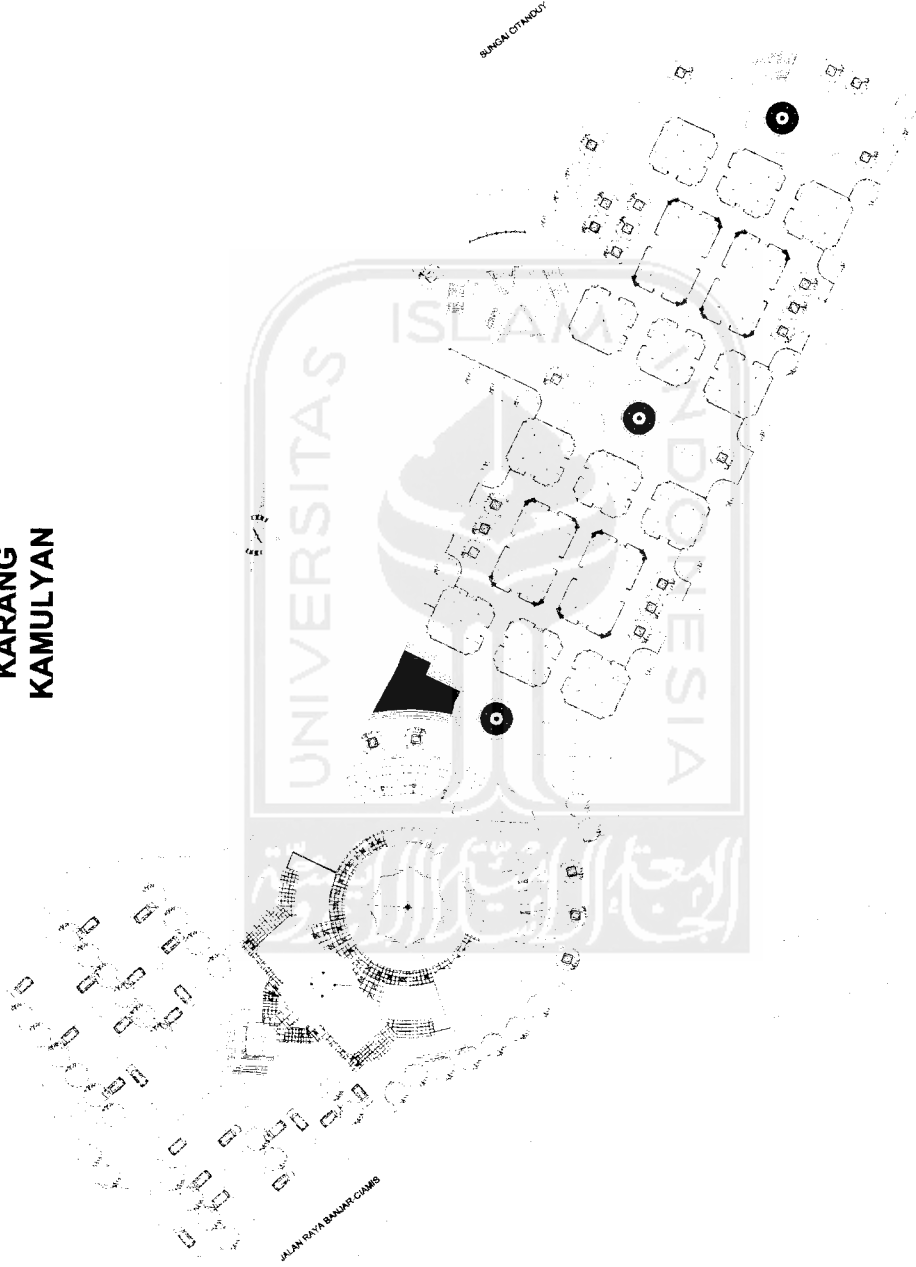 SUNGAI CITANDUY
KARANG
KAMULYAN
UNIVERSITAS
ISLAM
INDONESIA
JALAN RAYA BANJAR-CIAMIS